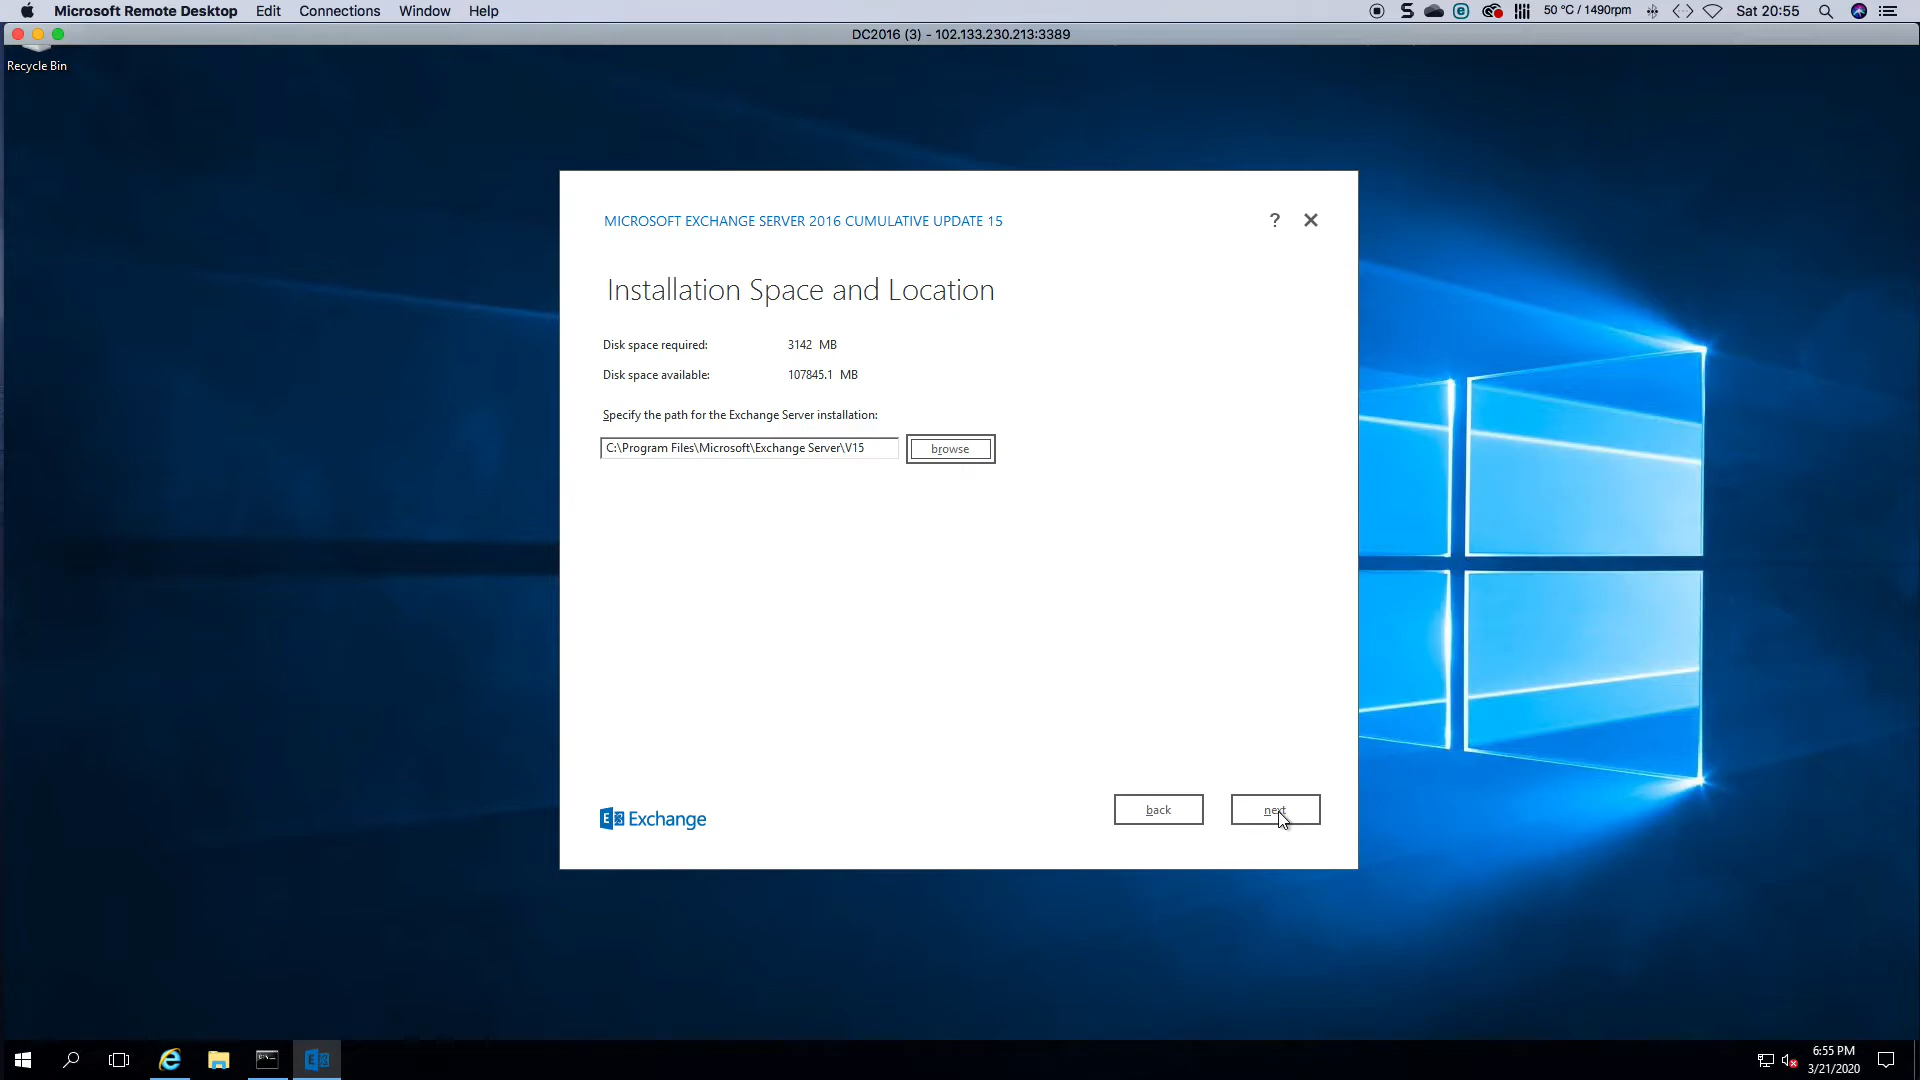 Microsoft Remote Desktop Edit Connections Window Help
50 °C / 1490rpm Sat 20:55
DC2016 (3) - 102.133.230.213:3389
Recycle Bin
MICROSOFT EXCHANGE SERVER 2016 CUMULATIVE UPDATE 15
? ✕
Installation Space and Location
Disk space required: 3142 MB
Disk space available: 107845.1 MB
Specify the path for the Exchange Server installation:
C:\Program Files\Microsoft\Exchange Server\V15 browse
back next
Exchange
6:55 PM
3/21/2020